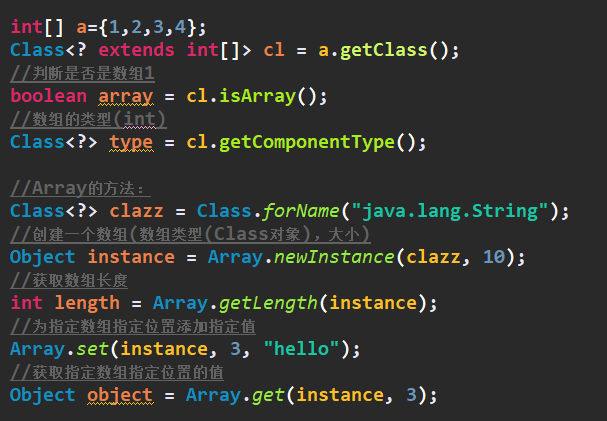 int[] a={1,2,3,4};
Class<? extends int[]> cl = a.getClass();
//判断是否是数组1
boolean array = cl.isArray();
//数组的类型(int)
Class<?> type = cl.getComponentType();
//Array的方法：
Class<?> clazz = Class.forName("java.lang.String");
//创建一个数组(数组类型(Class对象)，大小)
Object instance = Array.newInstance(clazz, 10);
//获取数组长度
int length = Array.getLength(instance);
//为指定数组指定位置添加指定值
Array.set(instance, 3, "hello");
//获取指定数组指定位置的值
Object object = Array.get(instance, 3);